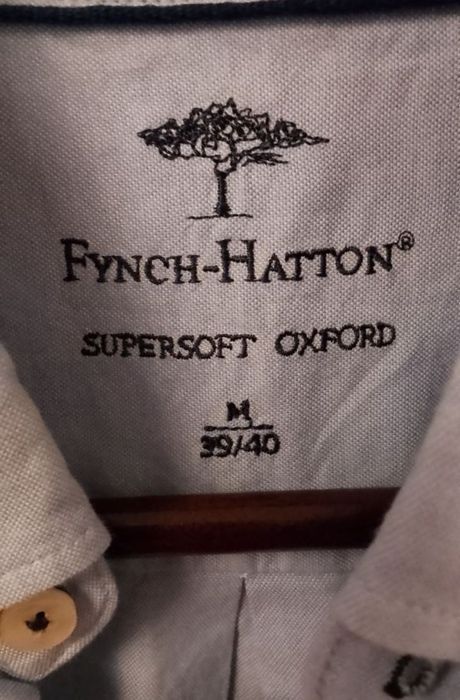 FYNCH-HATTON®
SUPERSOFT OXFORD
M
39/40